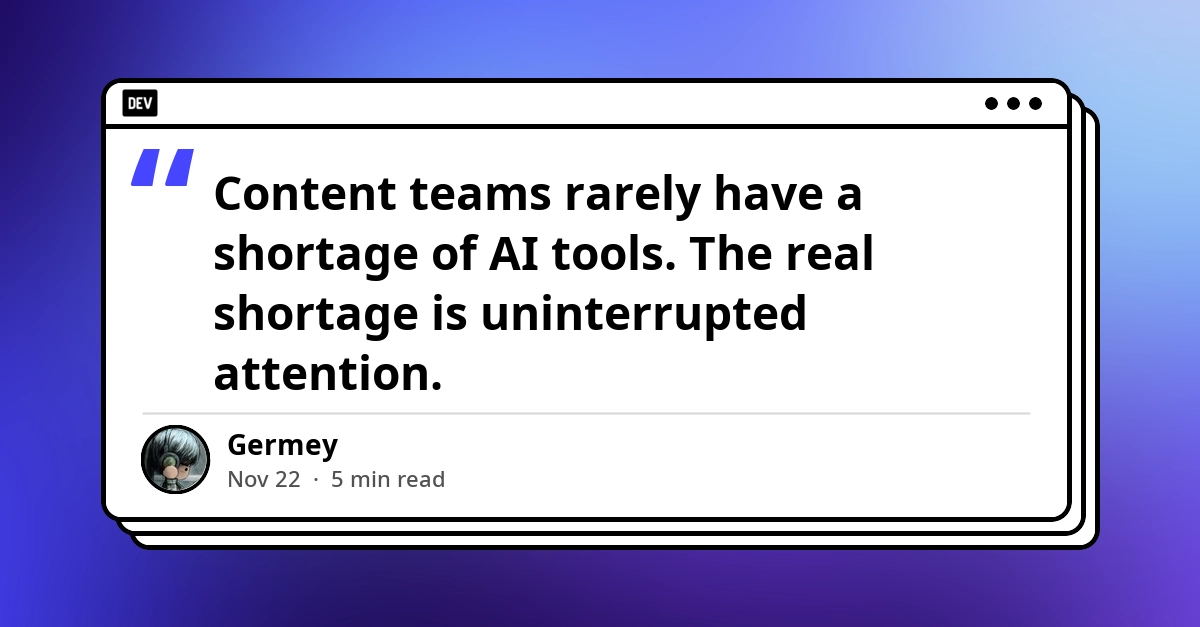 DEV
“
Content teams rarely have a
shortage of AI tools. The real
shortage is uninterrupted
attention.
Germey
Nov 22 · 5 min read